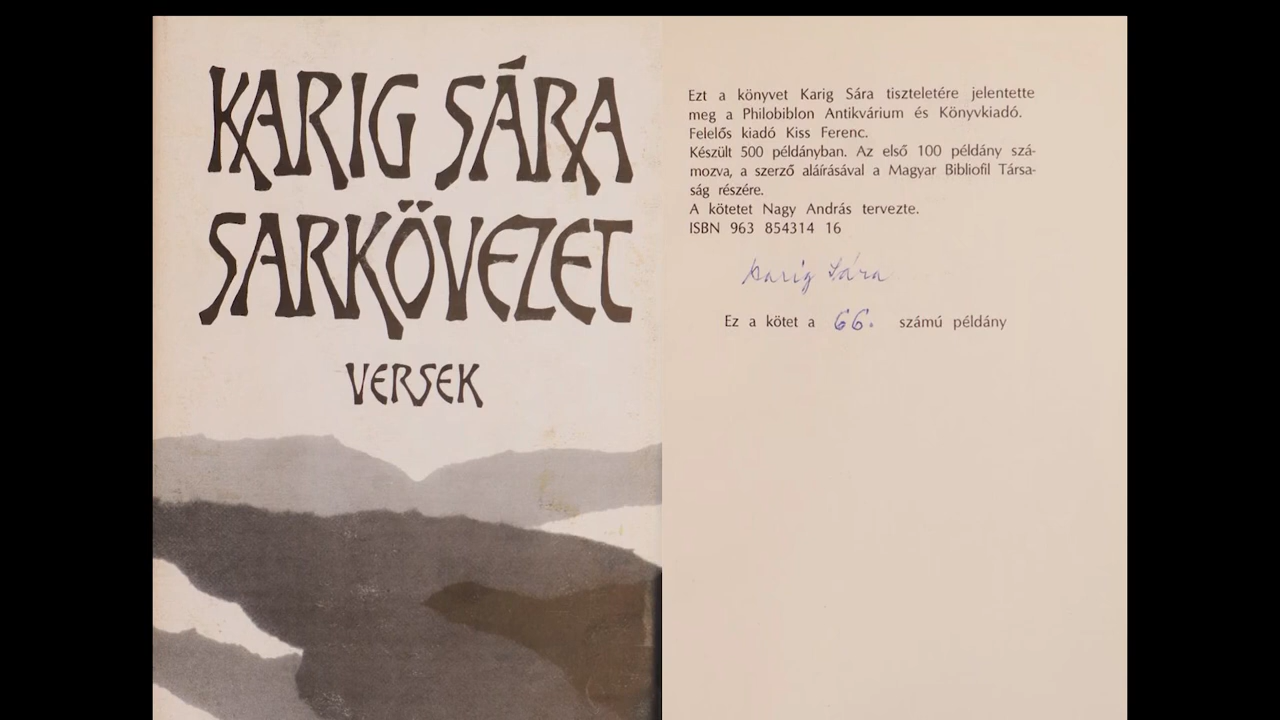 KARIG SÁRA
SARKÖVEZET
VERSEK
Ezt a könyvet Karig Sára tiszteletére jelentette
meg a Philobiblon Antikvárium és Könyvkiadó.
Felelős kiadó Kiss Ferenc.
Készült 500 példányban. Az első 100 példány szá-
mozva, a szerző aláírásával a Magyar Bibliofil Társa-
ság részére.
A kötetet Nagy András tervezte.
ISBN 963 854314 16
Karig Sára
Ez a kötet a 66. számú példány